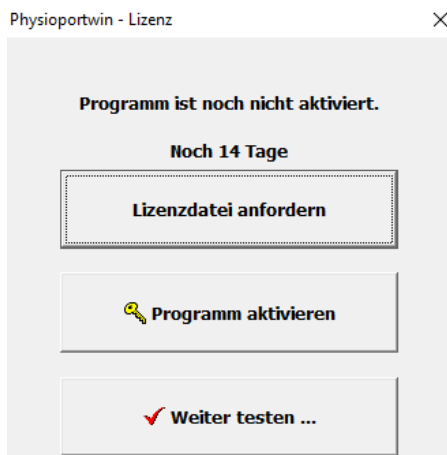 Physioportwin - Lizenz
Programm ist noch nicht aktiviert.
Noch 14 Tage
Lizenzdatei anfordern
Programm aktivieren
Weiter testen ...